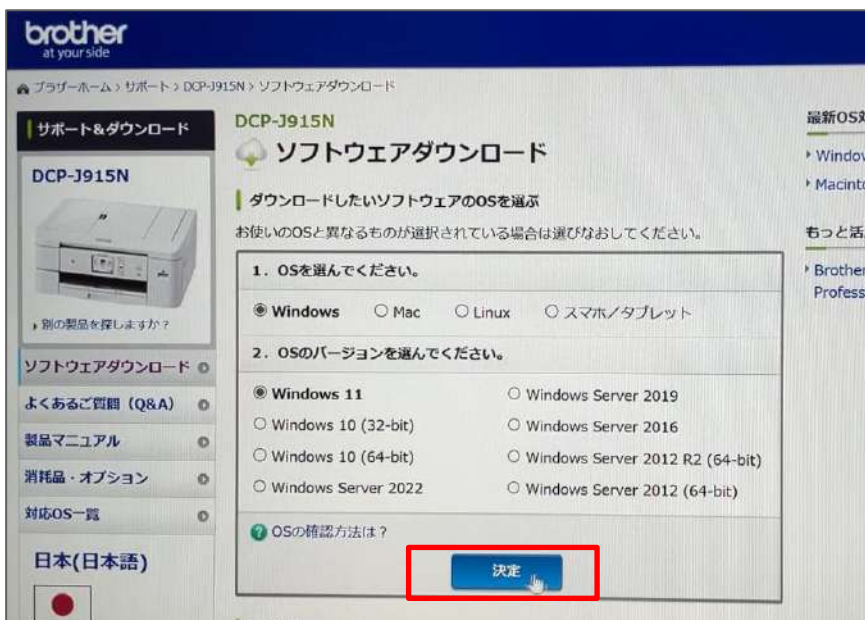 brother
at your side
ブラザーホーム › サポート › DCP-J915N › ソフトウェアダウンロード
サポート&ダウンロード
DCP-J915N
別の製品を探しますか？
ソフトウェアダウンロード
よくあるご質問（Q&A）
製品マニュアル
消耗品・オプション
対応OS一覧
日本(日本語)
DCP-J915N
ソフトウェアダウンロード
ダウンロードしたいソフトウェアのOSを選ぶ
お使いのOSと異なるものが選択されている場合は選びなおしてください。
1. OSを選んでください。
Windows Mac Linux スマホ/タブレット
2. OSのバージョンを選んでください。
Windows 11 Windows Server 2019
Windows 10 (32-bit) Windows Server 2016
Windows 10 (64-bit) Windows Server 2012 R2 (64-bit)
Windows Server 2022 Windows Server 2012 (64-bit)
? OSの確認方法は？
決定
最新OS対
Window
Macinto
もっと活
Brother
Profess